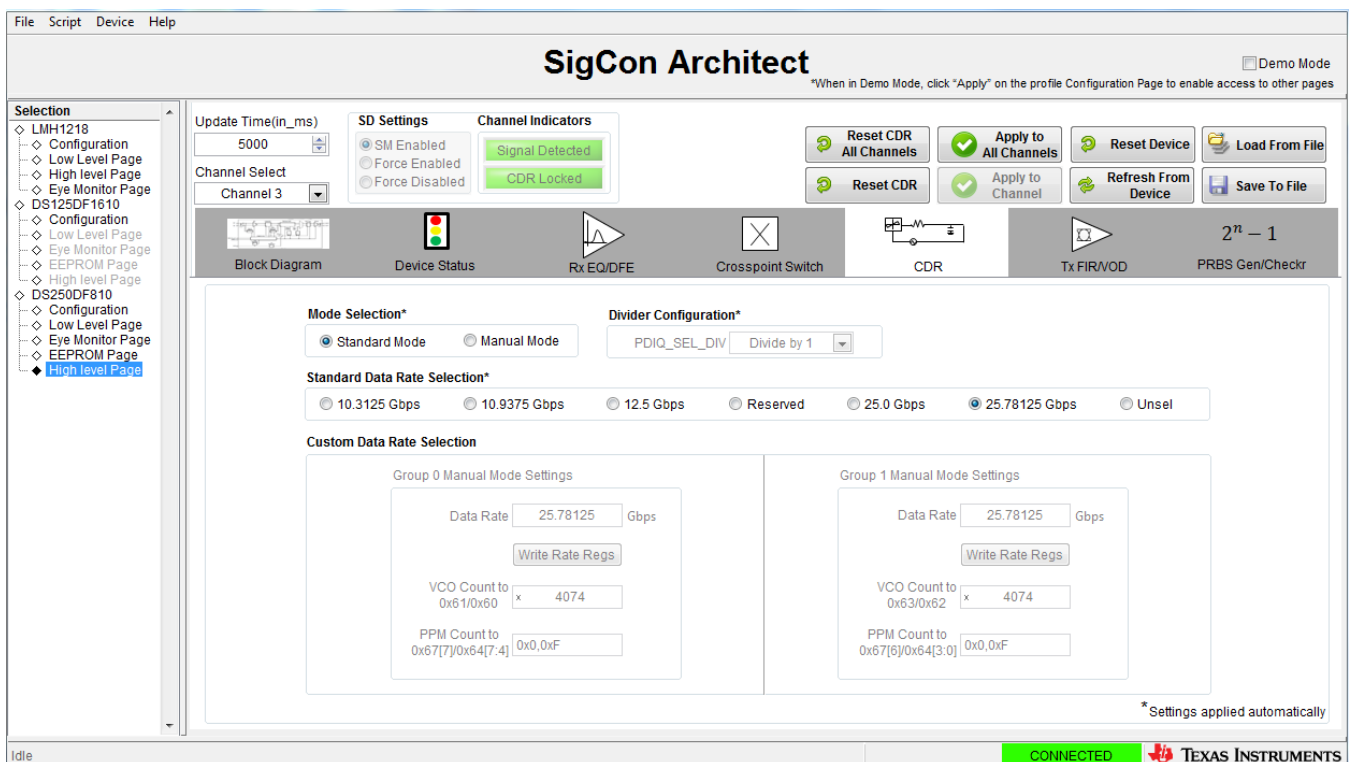 File Script Device Help
SigCon Architect
Demo Mode
*When in Demo Mode, click "Apply" on the profile Configuration Page to enable access to other pages
Selection
LMH1218
Configuration
Low Level Page
High level Page
Eye Monitor Page
DS125DF1610
Configuration
Low Level Page
Eye Monitor Page
EEPROM Page
High level Page
DS250DF810
Configuration
Low Level Page
Eye Monitor Page
EEPROM Page
High level Page
Update Time(in_ms)
5000
Channel Select
Channel 3
SD Settings
SM Enabled
Force Enabled
Force Disabled
Channel Indicators
Signal Detected
CDR Locked
Reset CDR
All Channels
Apply to
All Channels
Reset Device
Load From File
Reset CDR
Apply to
Channel
Refresh From
Device
Save To File
Block Diagram
Device Status
Rx EQ/DFE
Crosspoint Switch
CDR
Tx FIR/VOD
2ⁿ − 1
PRBS Gen/Checkr
Mode Selection*
Standard Mode Manual Mode
Divider Configuration*
PDIQ_SEL_DIV Divide by 1
Standard Data Rate Selection*
10.3125 Gbps 10.9375 Gbps 12.5 Gbps Reserved 25.0 Gbps 25.78125 Gbps Unsel
Custom Data Rate Selection
Group 0 Manual Mode Settings
Data Rate 25.78125 Gbps
Write Rate Regs
VCO Count to
0x61/0x60
x 4074
PPM Count to
0x67[7]/0x64[7:4]
0x0,0xF
Group 1 Manual Mode Settings
Data Rate 25.78125 Gbps
Write Rate Regs
VCO Count to
0x63/0x62
x 4074
PPM Count to
0x67[6]/0x64[3:0]
0x0,0xF
*Settings applied automatically
Idle
CONNECTED
TEXAS INSTRUMENTS